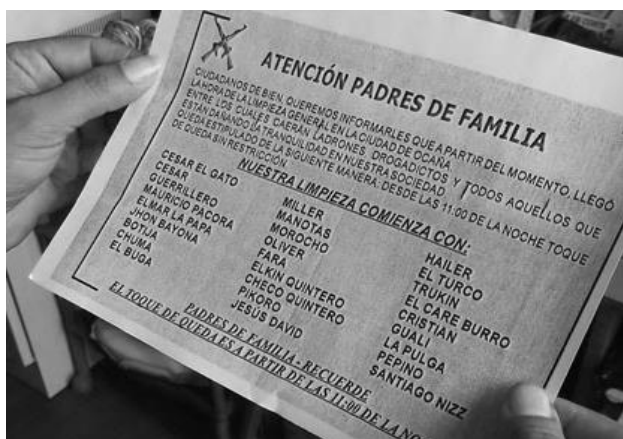 ATENCIÓN PADRES DE FAMILIA
CIUDADANOS DE BIEN, QUEREMOS INFORMARLES QUE A PARTIR DEL MOMENTO, LLEGÓ
LA HORA DE LA LIMPIEZA GENERAL EN LA CIUDAD DE OCAÑA
ENTRE LOS CUALES CAERÁN LADRONES, DROGADICTOS Y TODOS AQUELLOS QUE
ESTÁN DAÑANDO LA TRANQUILIDAD EN NUESTRA SOCIEDAD
QUEDA ESTIPULADO DE LA SIGUIENTE MANERA: DESDE LAS 11:00 DE LA NOCHE TOQUE
DE QUEDA SIN RESTRICCIÓN.
NUESTRA LIMPIEZA COMIENZA CON:
CESAR EL GATO
CESAR
GUERRILLERO
MAURICIO PACORA
ELMAR LA PAPA
JHON BAYONA
BOTIJA
CHUMA
EL BUGA
MILLER
MANOTAS
MOROCHO
OLIVER
FARA
ELKIN QUINTERO
CHECO QUINTERO
PIKORO
JESÚS DAVID
HAILER
EL TURCO
TRUKIN
EL CARE BURRO
CRISTIAN
GUALI
LA PULGA
PEPINO
SANTIAGO NIZZ
PADRES DE FAMILIA - RECUERDE
EL TOQUE DE QUEDA ES A PARTIR DE LAS 11:00 DE LA NO